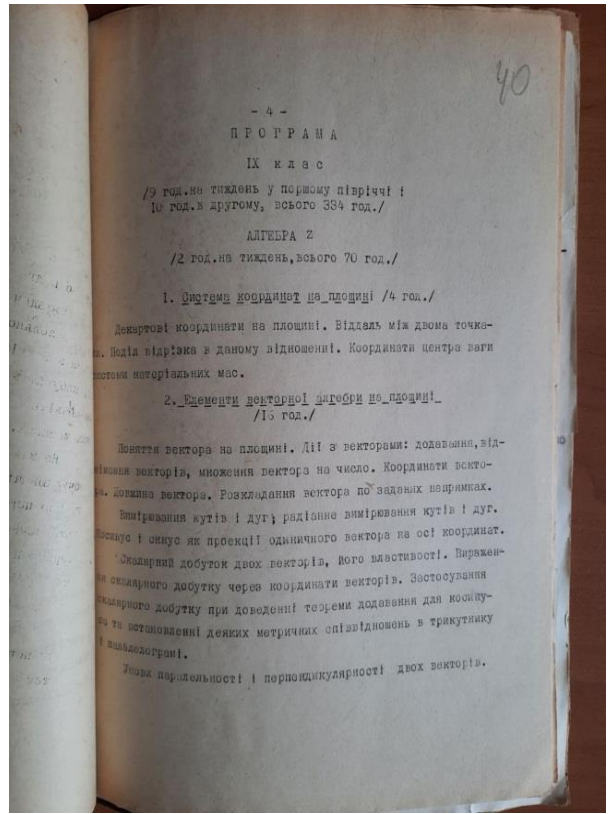 40
- 4 -
ПРОГРАМА
IX клас
/9 год.на тиждень у першому півріччі і
10 год.в другому, всього 334 год./
АЛГЕБРА Z
/2 год.на тиждень,всього 70 год./
1. Система координат на площині /4 год./
Декартові координати на площині. Віддаль між двома точка-
Поділ відрізка в даному відношенні. Координати центра ваги
матеріальних мас.
2. Елементи векторної алгебри на площині
/год./
Поняття вектора на площині. Дії з векторами: додавання,від-
німання векторів, множення вектора на число. Координати векто-
ра. Довжина вектора. Розкладання вектора по заданих напрямках.
Вимірювання кутів і дуг; радіанне вимірювання кутів і дуг.
Косинус і синус як проекції одиничного вектора на осі координат.
Скалярний добуток двох векторів, його властивості. Виражен-
ня скалярного добутку через координати векторів. Застосування
скалярного добутку при доведенні теореми додавання для косину-
та встановленні деяких метричних співвідношень в трикутнику
і паралелограмі.
Умови паралельності і перпендикулярності двох векторів.